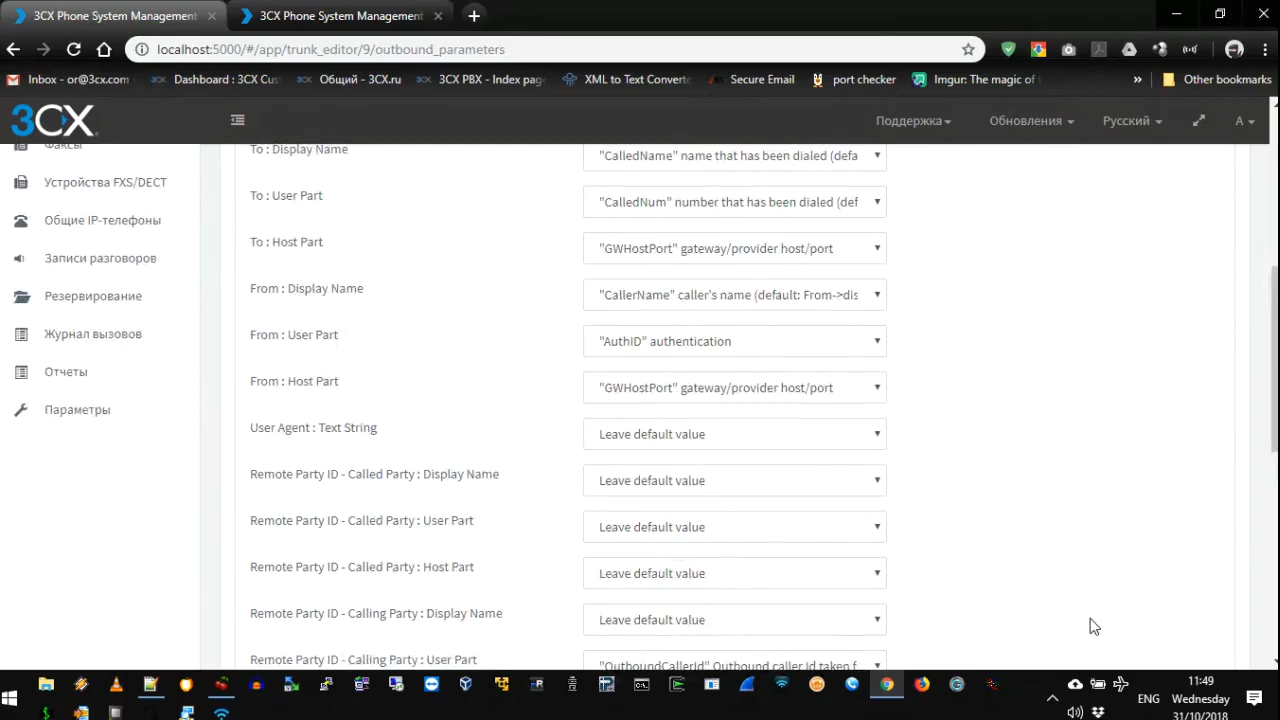 3CX Phone System Management
3CX Phone System Management
localhost:5000/#/app/trunk_editor/9/outbound_parameters
Inbox - or@3cx.com
Dashboard : 3CX Cus
Общий - 3CX.ru
3CX PBX - Index page
XML to Text Converte
Secure Email
port checker
Imgur: The magic of t
»
Other bookmarks
3CX
Поддержка
Обновления
Русский
A
Факсы
Устройства FXS/DECT
Общие IP-телефоны
Записи разговоров
Резервирование
Журнал вызовов
Отчеты
Параметры
To : Display Name
"CalledName" name that has been dialed (defa
To : User Part
"CalledNum" number that has been dialed (def
To : Host Part
"GWHostPort" gateway/provider host/port
From : Display Name
"CallerName" caller's name (default: From->dis
From : User Part
"AuthID" authentication
From : Host Part
"GWHostPort" gateway/provider host/port
User Agent : Text String
Leave default value
Remote Party ID - Called Party : Display Name
Leave default value
Remote Party ID - Called Party : User Part
Leave default value
Remote Party ID - Called Party : Host Part
Leave default value
Remote Party ID - Calling Party : Display Name
Leave default value
Remote Party ID - Calling Party : User Part
"OutboundCallerId" Outbound caller id taken f
ENG
11:49
Wednesday
31/10/2018